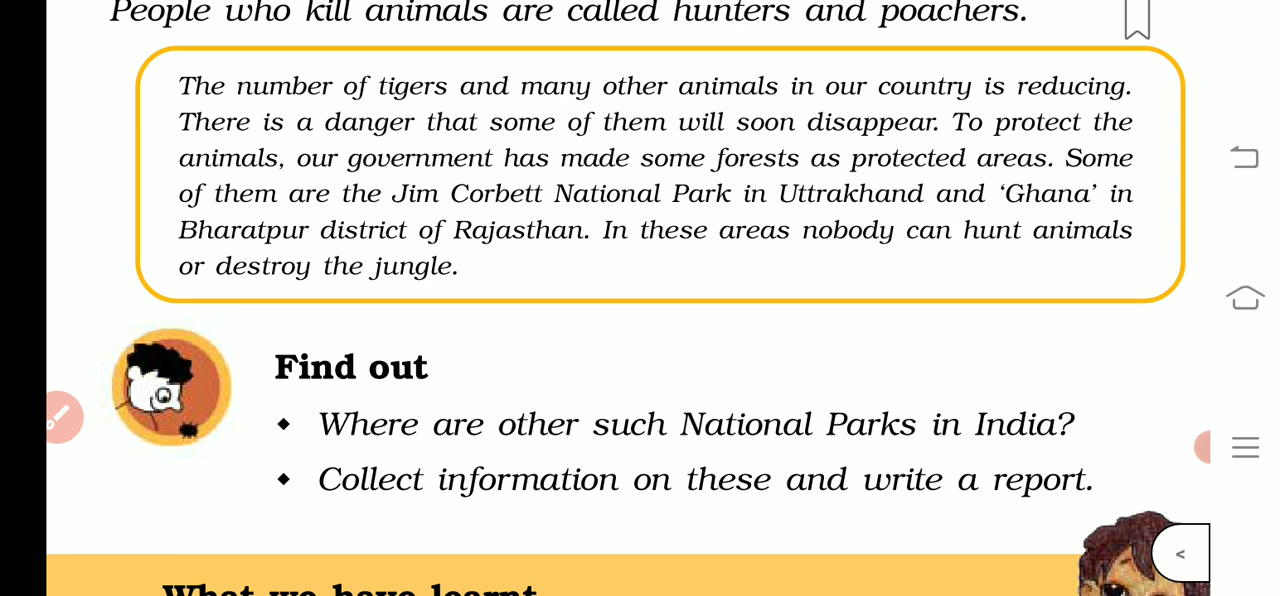 People who kill animals are called hunters and poachers.
The number of tigers and many other animals in our country is reducing.
There is a danger that some of them will soon disappear. To protect the
animals, our government has made some forests as protected areas. Some
of them are the Jim Corbett National Park in Uttrakhand and ‘Ghana’ in
Bharatpur district of Rajasthan. In these areas nobody can hunt animals
or destroy the jungle.
Find out
◆ Where are other such National Parks in India?
◆ Collect information on these and write a report.
<
What we have learnt